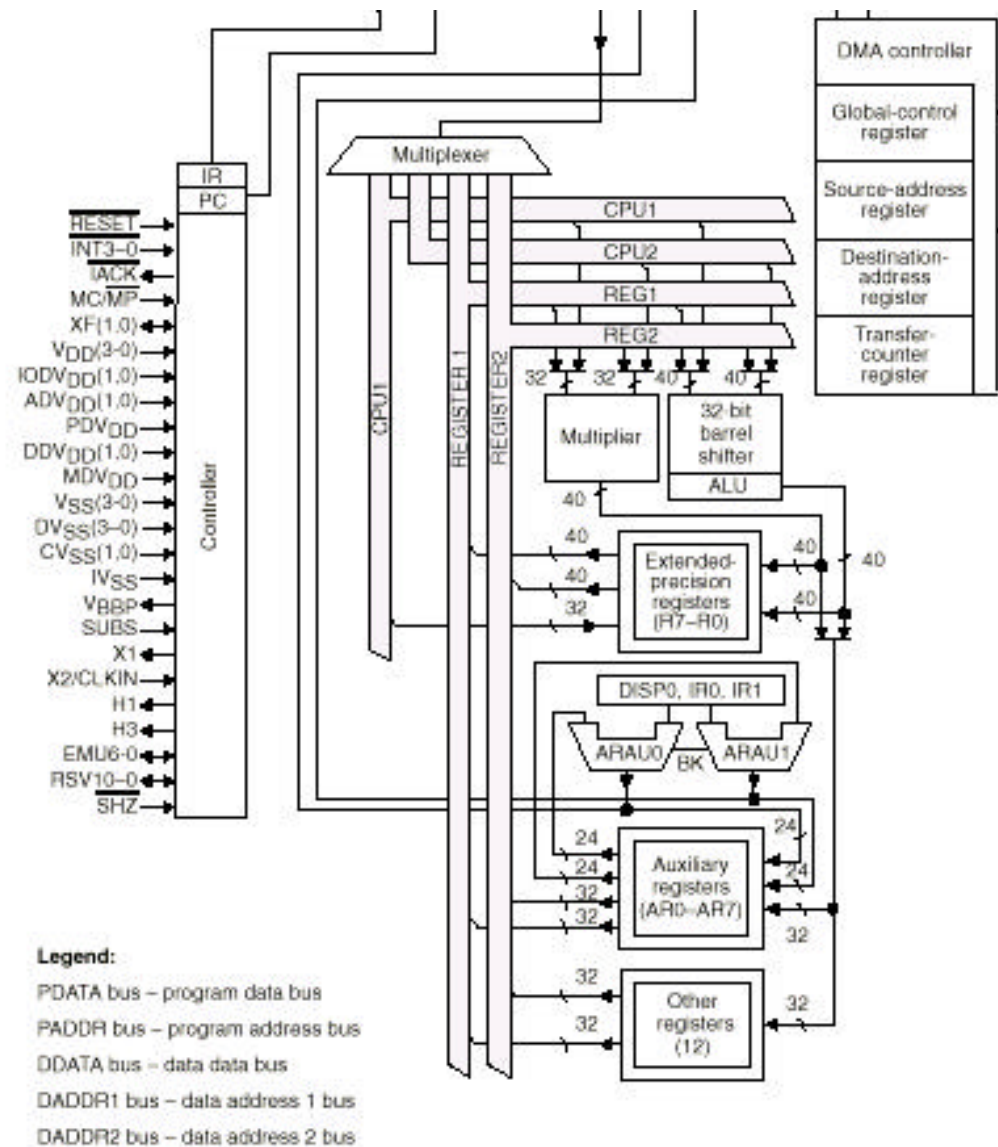 DMA controller
Global-control
register
Source-address
register
Destination-
address
register
Transfer-
counter
register
Multiplexer
IR
PC
CPU1
CPU2
REG1
REG2
CPU1
REGISTER 1
REGISTER2
RESET
INT3–0
IACK
MC/MP
XF(1,0)
VDD(3-0)
IODVDD(1,0)
ADVDD(1,0)
PDVDD
DDVDD(1,0)
MDVDD
VSS(3-0)
DVSS(3–0)
CVSS(1,0)
IVSS
VBBP
SUBS
X1
X2/CLKIN
H1
H3
EMU6-0
RSV10–0
SHZ
Controller
32 32 40 40
Multiplier
32-bit
barrel
shifter
ALU
40
40
40
40
32
Extended-
precision
registers
(R7–R0)
40
40
40
DISP0, IR0, IR1
ARAU0
BK
ARAU1
24
24
32
32
Auxiliary
registers
(AR0–AR7)
24
24
32
32
32
Other
registers
(12)
32
Legend:
PDATA bus – program data bus
PADDR bus – program address bus
DDATA bus – data data bus
DADDR1 bus – data address 1 bus
DADDR2 bus – data address 2 bus